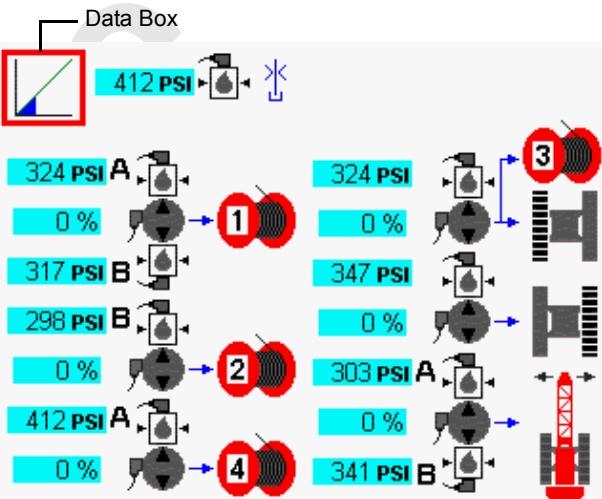 Data Box
412 PSI
324 PSI A
0 %
1
317 PSI B
298 PSI B
0 %
2
412 PSI A
0 %
4
3
324 PSI
0 %
347 PSI
0 %
303 PSI A
0 %
341 PSI B